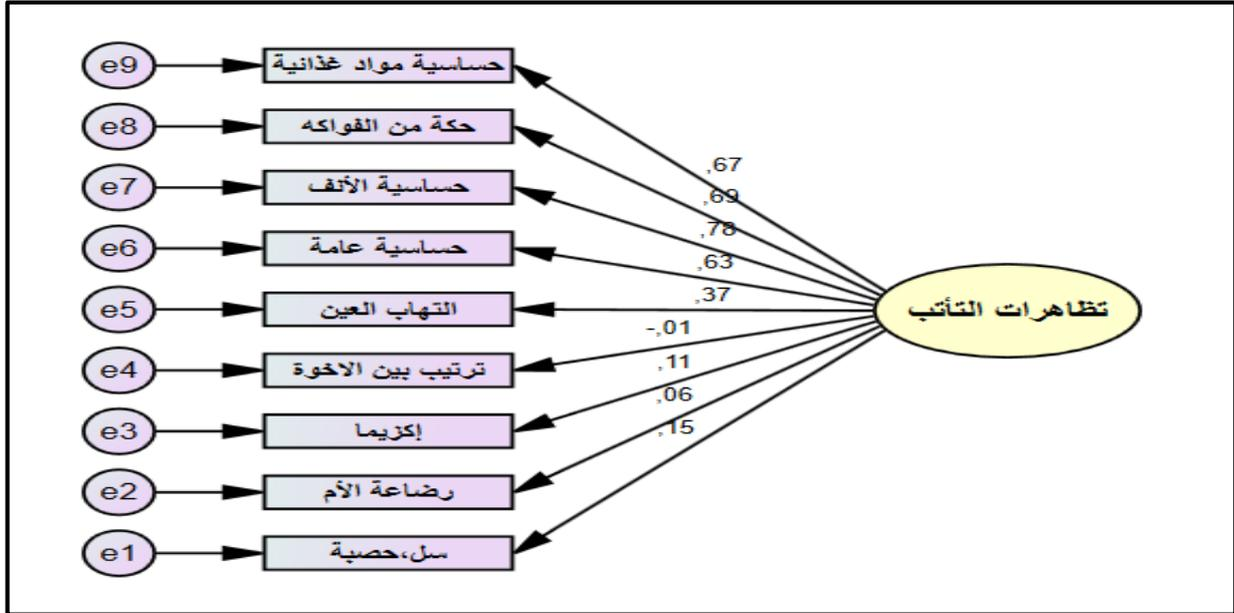 e9
حساسية مواد غذائية
e8
حكة من الفواكه
e7
حساسية الأنف
e6
حساسية عامة
e5
التهاب العين
e4
ترتيب بين الاخوة
e3
إكزيما
e2
رضاعة الأم
e1
سل،حصبة
,67
,69
,78
,63
,37
-,01
,11
,06
,15
تظاهرات التأتب